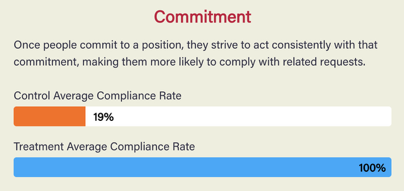 Commitment
Once people commit to a position, they strive to act consistently with that
commitment, making them more likely to comply with related requests.
Control Average Compliance Rate
19%
Treatment Average Compliance Rate
100%